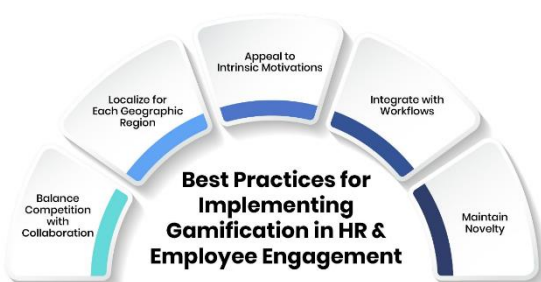 Balance
Competition
with
Collaboration
Localize for
Each Geographic
Region
Appeal to
Intrinsic Motivations
Integrate with
Workflows
Maintain
Novelty
Best Practices for
Implementing
Gamification in HR &
Employee Engagement